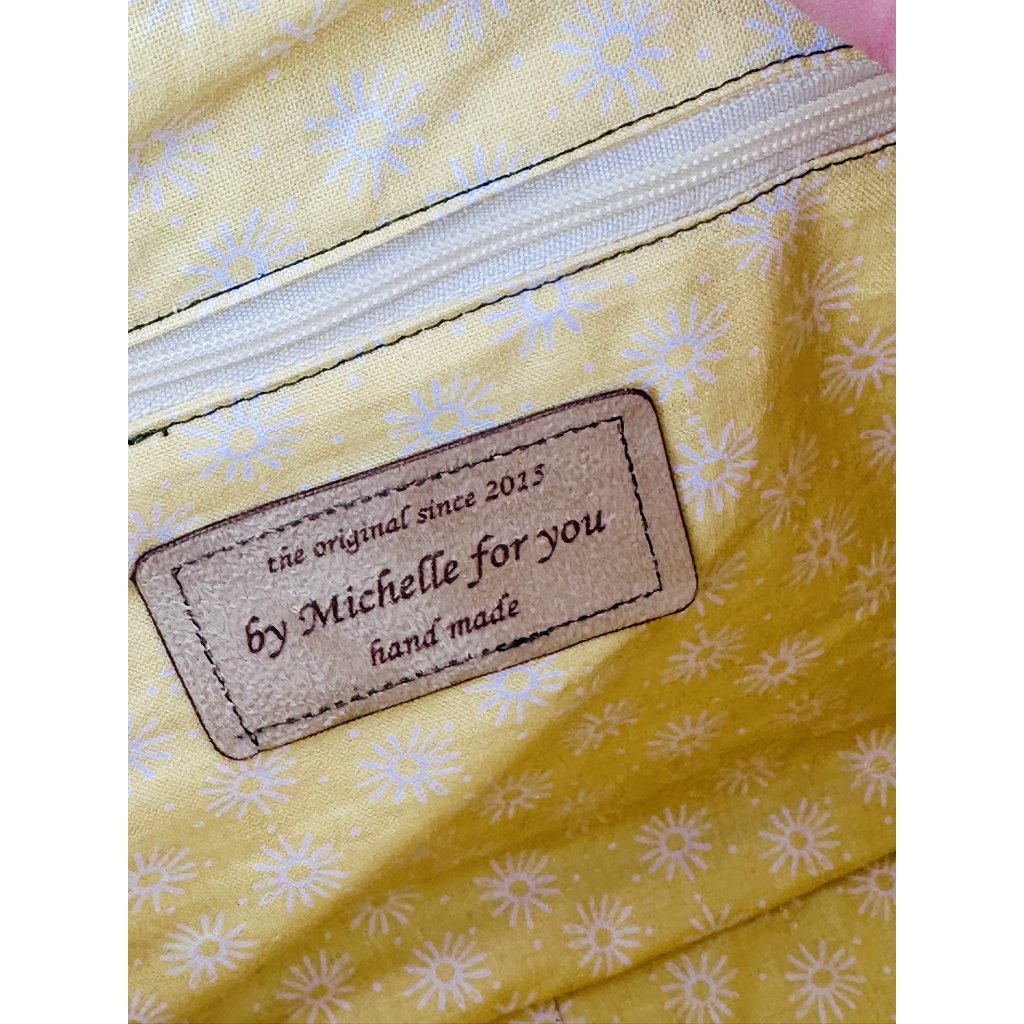 the original since 2015
by Michelle for you
hand made